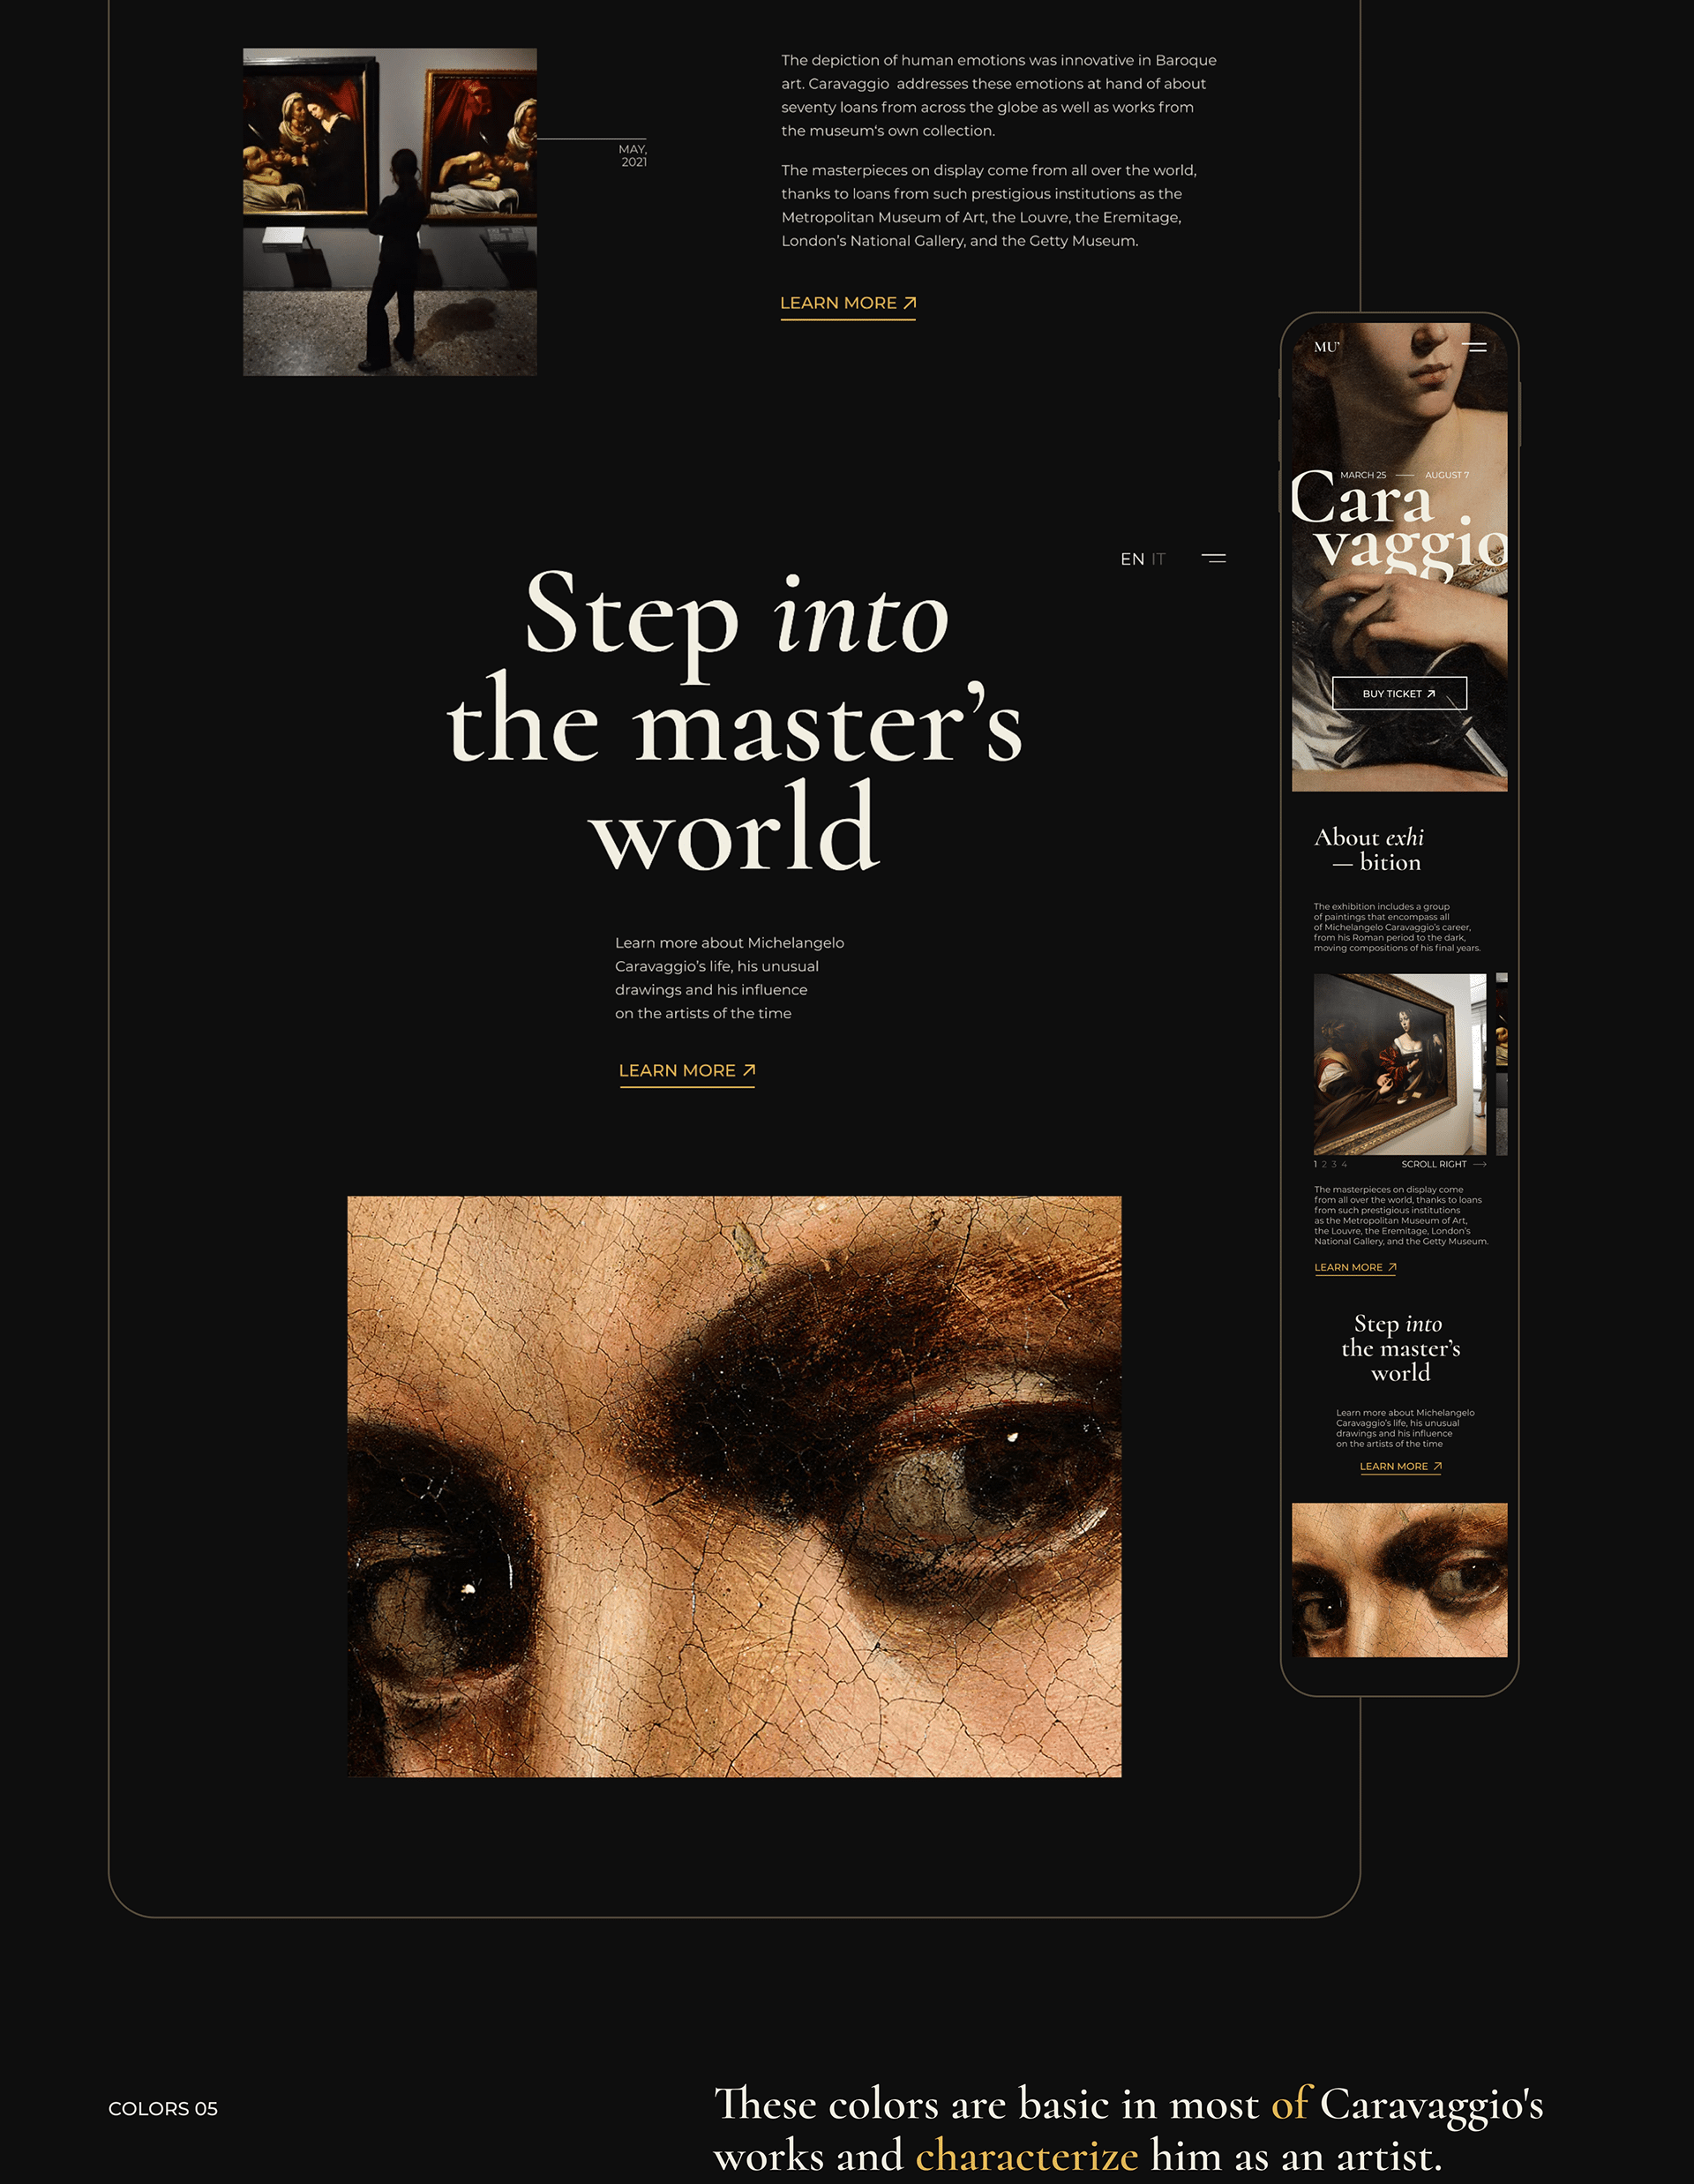 The depiction of human emotions was innovative in Baroque
art. Caravaggio  addresses these emotions at hand of about
seventy loans from across the globe as well as works from
the museum‘s own collection.
The masterpieces on display come from all over the world,
thanks to loans from such prestigious institutions as the
Metropolitan Museum of Art, the Louvre, the Eremitage,
London’s National Gallery, and the Getty Museum.
LEARN MORE
MAY,
2021
EN IT
Step into
the master’s
world
Learn more about Michelangelo
Caravaggio’s life, his unusual
drawings and his influence
on the artists of the time
LEARN MORE
MU’
MARCH 25 — AUGUST 7
Cara
vaggio
BUY TICKET
About exhi
— bition
The exhibition includes a group
of paintings that encompass all
of Michelangelo Caravaggio’s career,
from his Roman period to the dark,
moving compositions of his final years.
1 2 3 4
SCROLL RIGHT
The masterpieces on display come
from all over the world, thanks to loans
from such prestigious institutions
as the Metropolitan Museum of Art,
the Louvre, the Eremitage, London’s
National Gallery, and the Getty Museum.
LEARN MORE
Step into
the master’s
world
Learn more about Michelangelo
Caravaggio’s life, his unusual
drawings and his influence
on the artists of the time
LEARN MORE
COLORS 05
These colors are basic in most of Caravaggio's
works and characterize him as an artist.